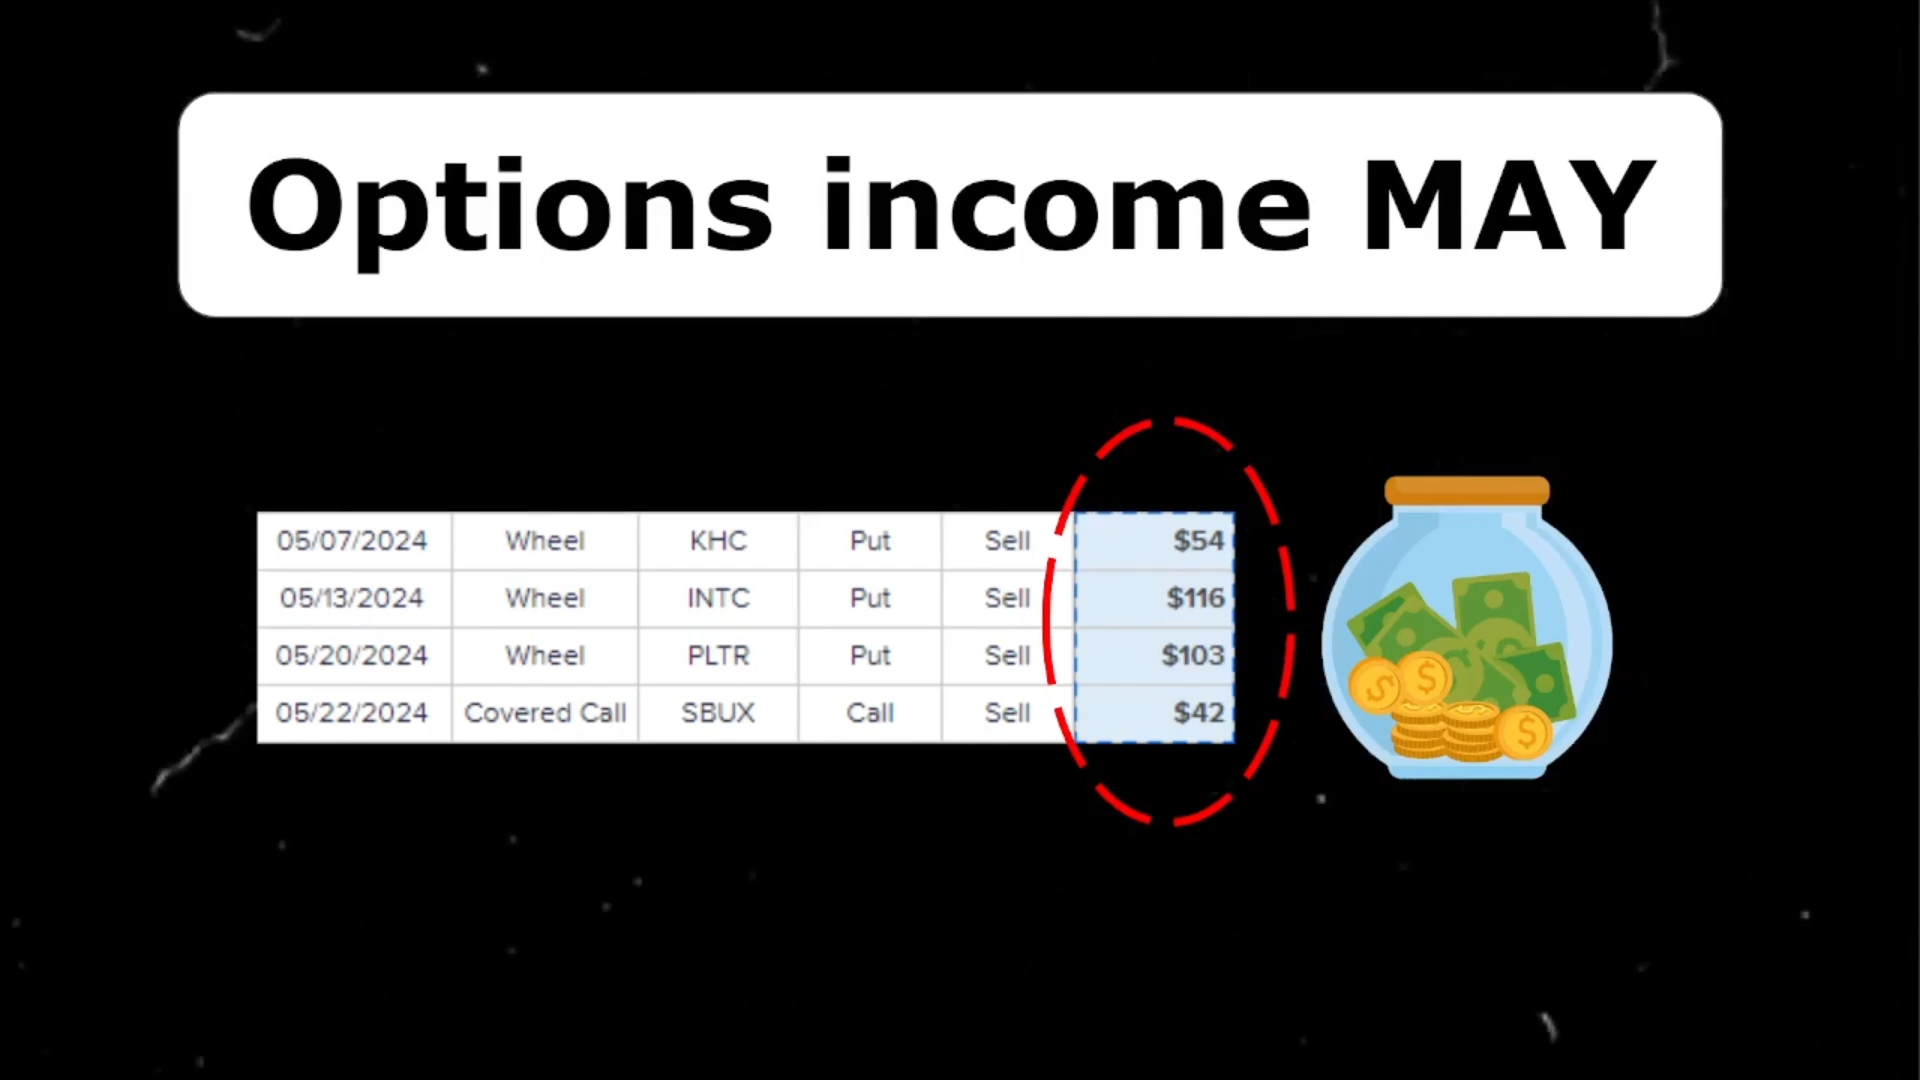 Options income MAY
05/07/2024 Wheel KHC Put Sell $54
05/13/2024 Wheel INTC Put Sell $116
05/20/2024 Wheel PLTR Put Sell $103
05/22/2024 Covered Call SBUX Call Sell $42